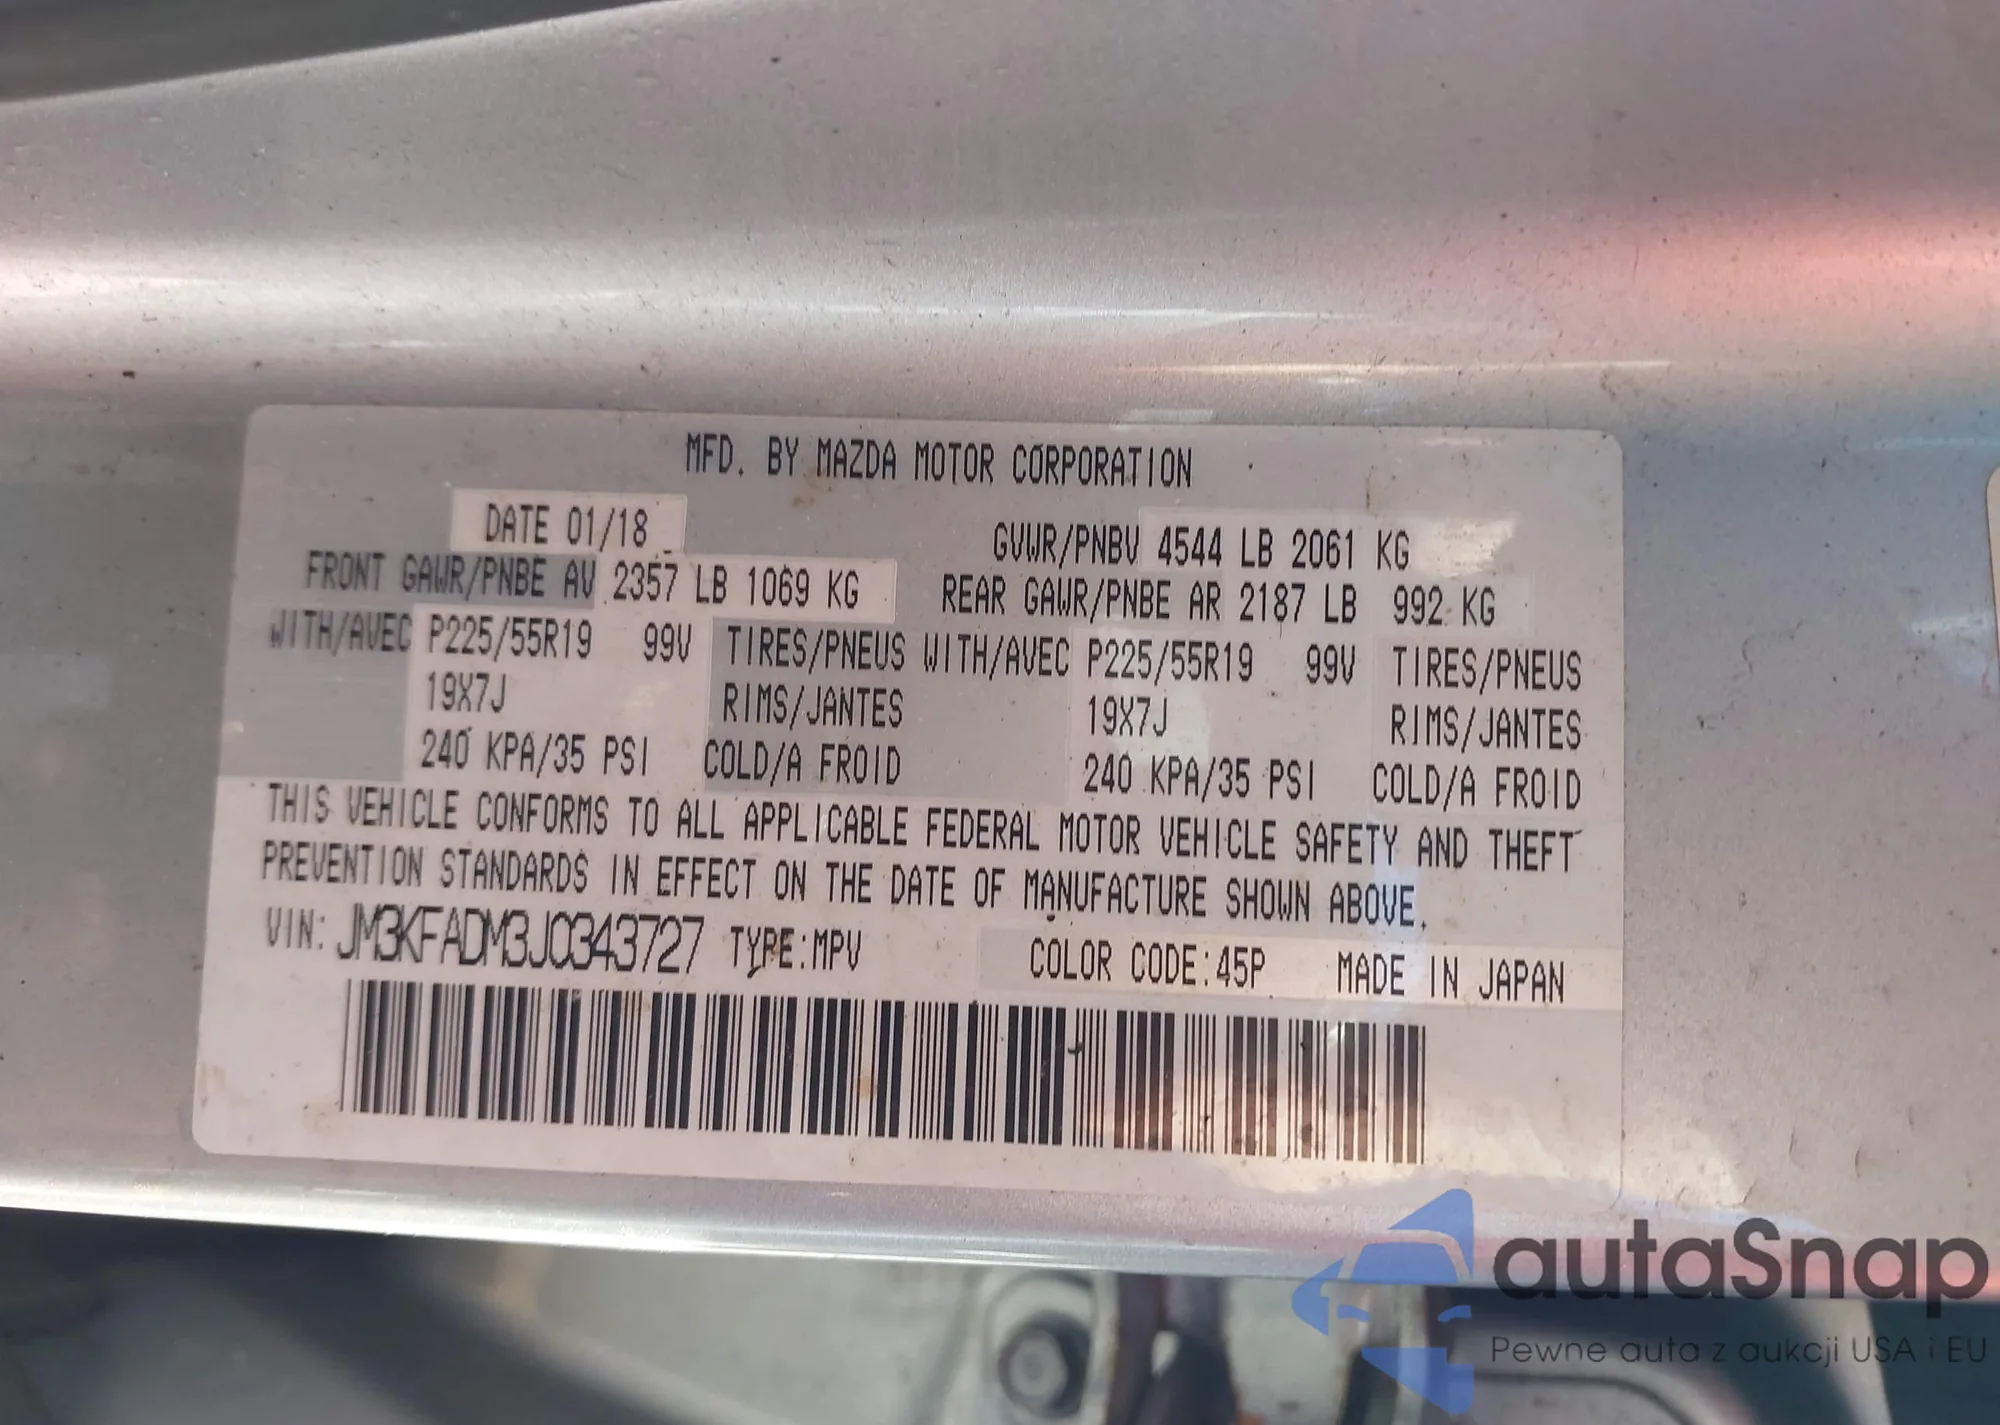 MFD. BY MAZDA MOTOR CORPORATION
DATE 01/18 GVWR/PNBV 4544 LB 2061 KG
FRONT GAWR/PNBE AV 2357 LB 1069 KG REAR GAWR/PNBE AR 2187 LB 992 KG
WITH/AVEC P225/55R19 99V TIRES/PNEUS WITH/AVEC P225/55R19 99V TIRES/PNEUS
19X7J RIMS/JANTES 19X7J RIMS/JANTES
240 KPA/35 PSI COLD/A FROID 240 KPA/35 PSI COLD/A FROID
THIS VEHICLE CONFORMS TO ALL APPLICABLE FEDERAL MOTOR VEHICLE SAFETY AND THEFT
PREVENTION STANDARDS IN EFFECT ON THE DATE OF MANUFACTURE SHOWN ABOVE.
VIN: JM3KFADM3J0343727 TYPE:MPV COLOR CODE:45P MADE IN JAPAN
autaSnap
Pewne auta z aukcji USA i EU